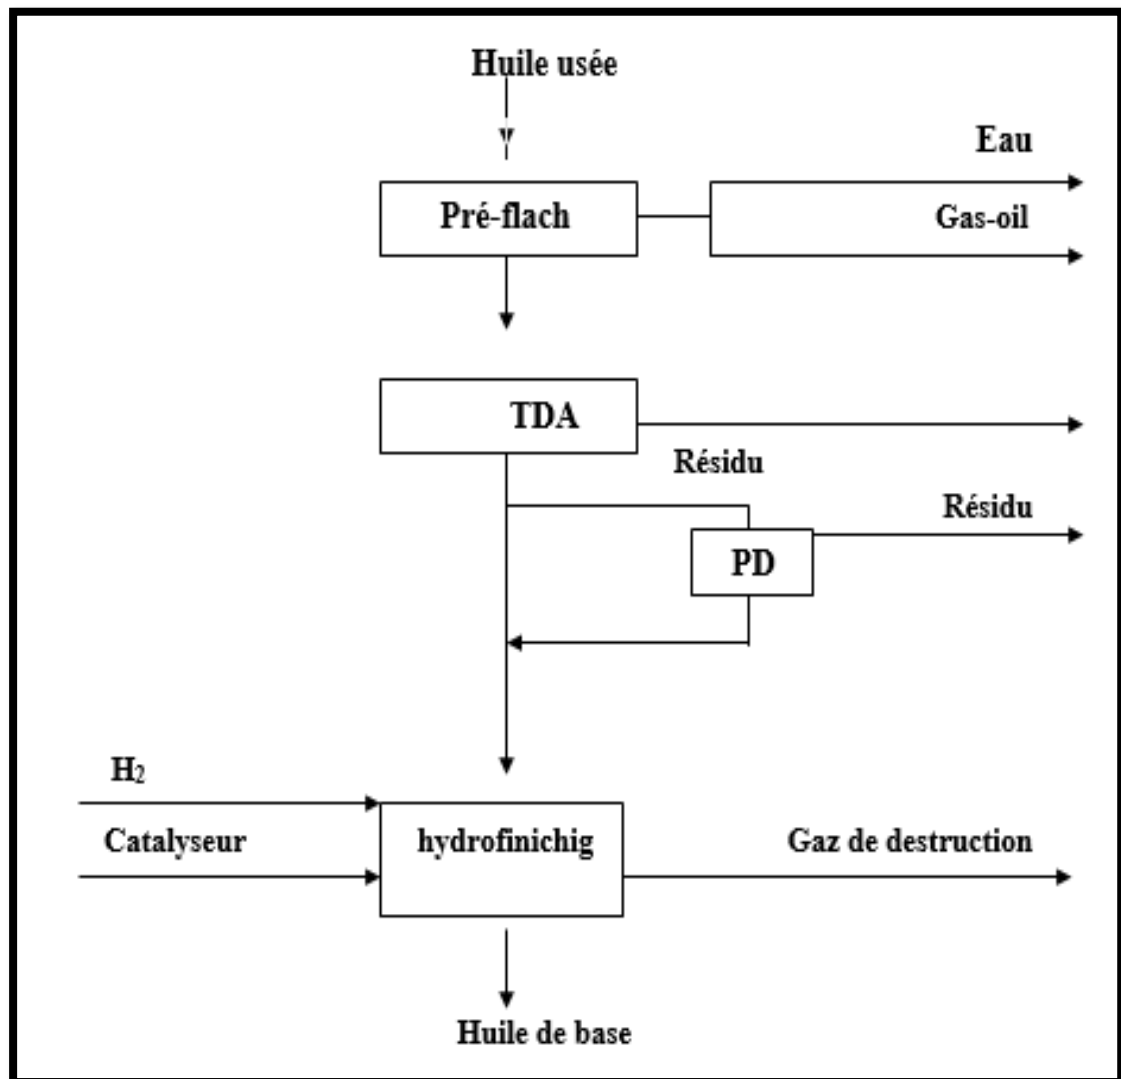 Huile usée
Eau
Pré-flach
Gas-oil
TDA
Résidu
Résidu
PD
H₂
Catalyseur
hydrofinichig
Gaz de destruction
Huile de base